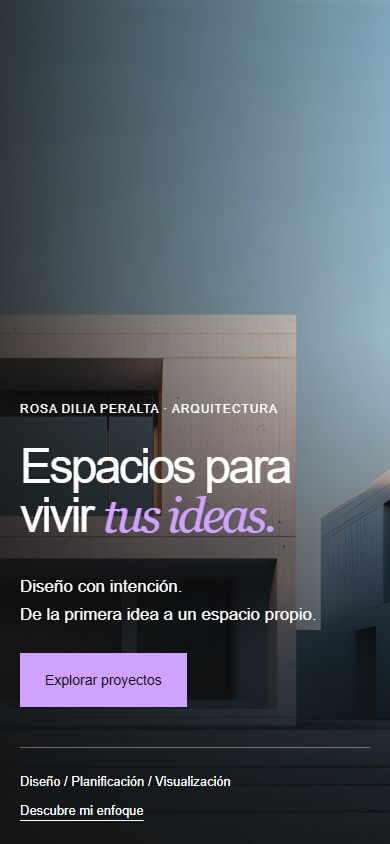 ROSA DILIA PERALTA · ARQUITECTURA
Espacios para
vivir tus ideas.
Diseño con intención.
De la primera idea a un espacio propio.
Explorar proyectos
Diseño / Planificación / Visualización
Descubre mi enfoque